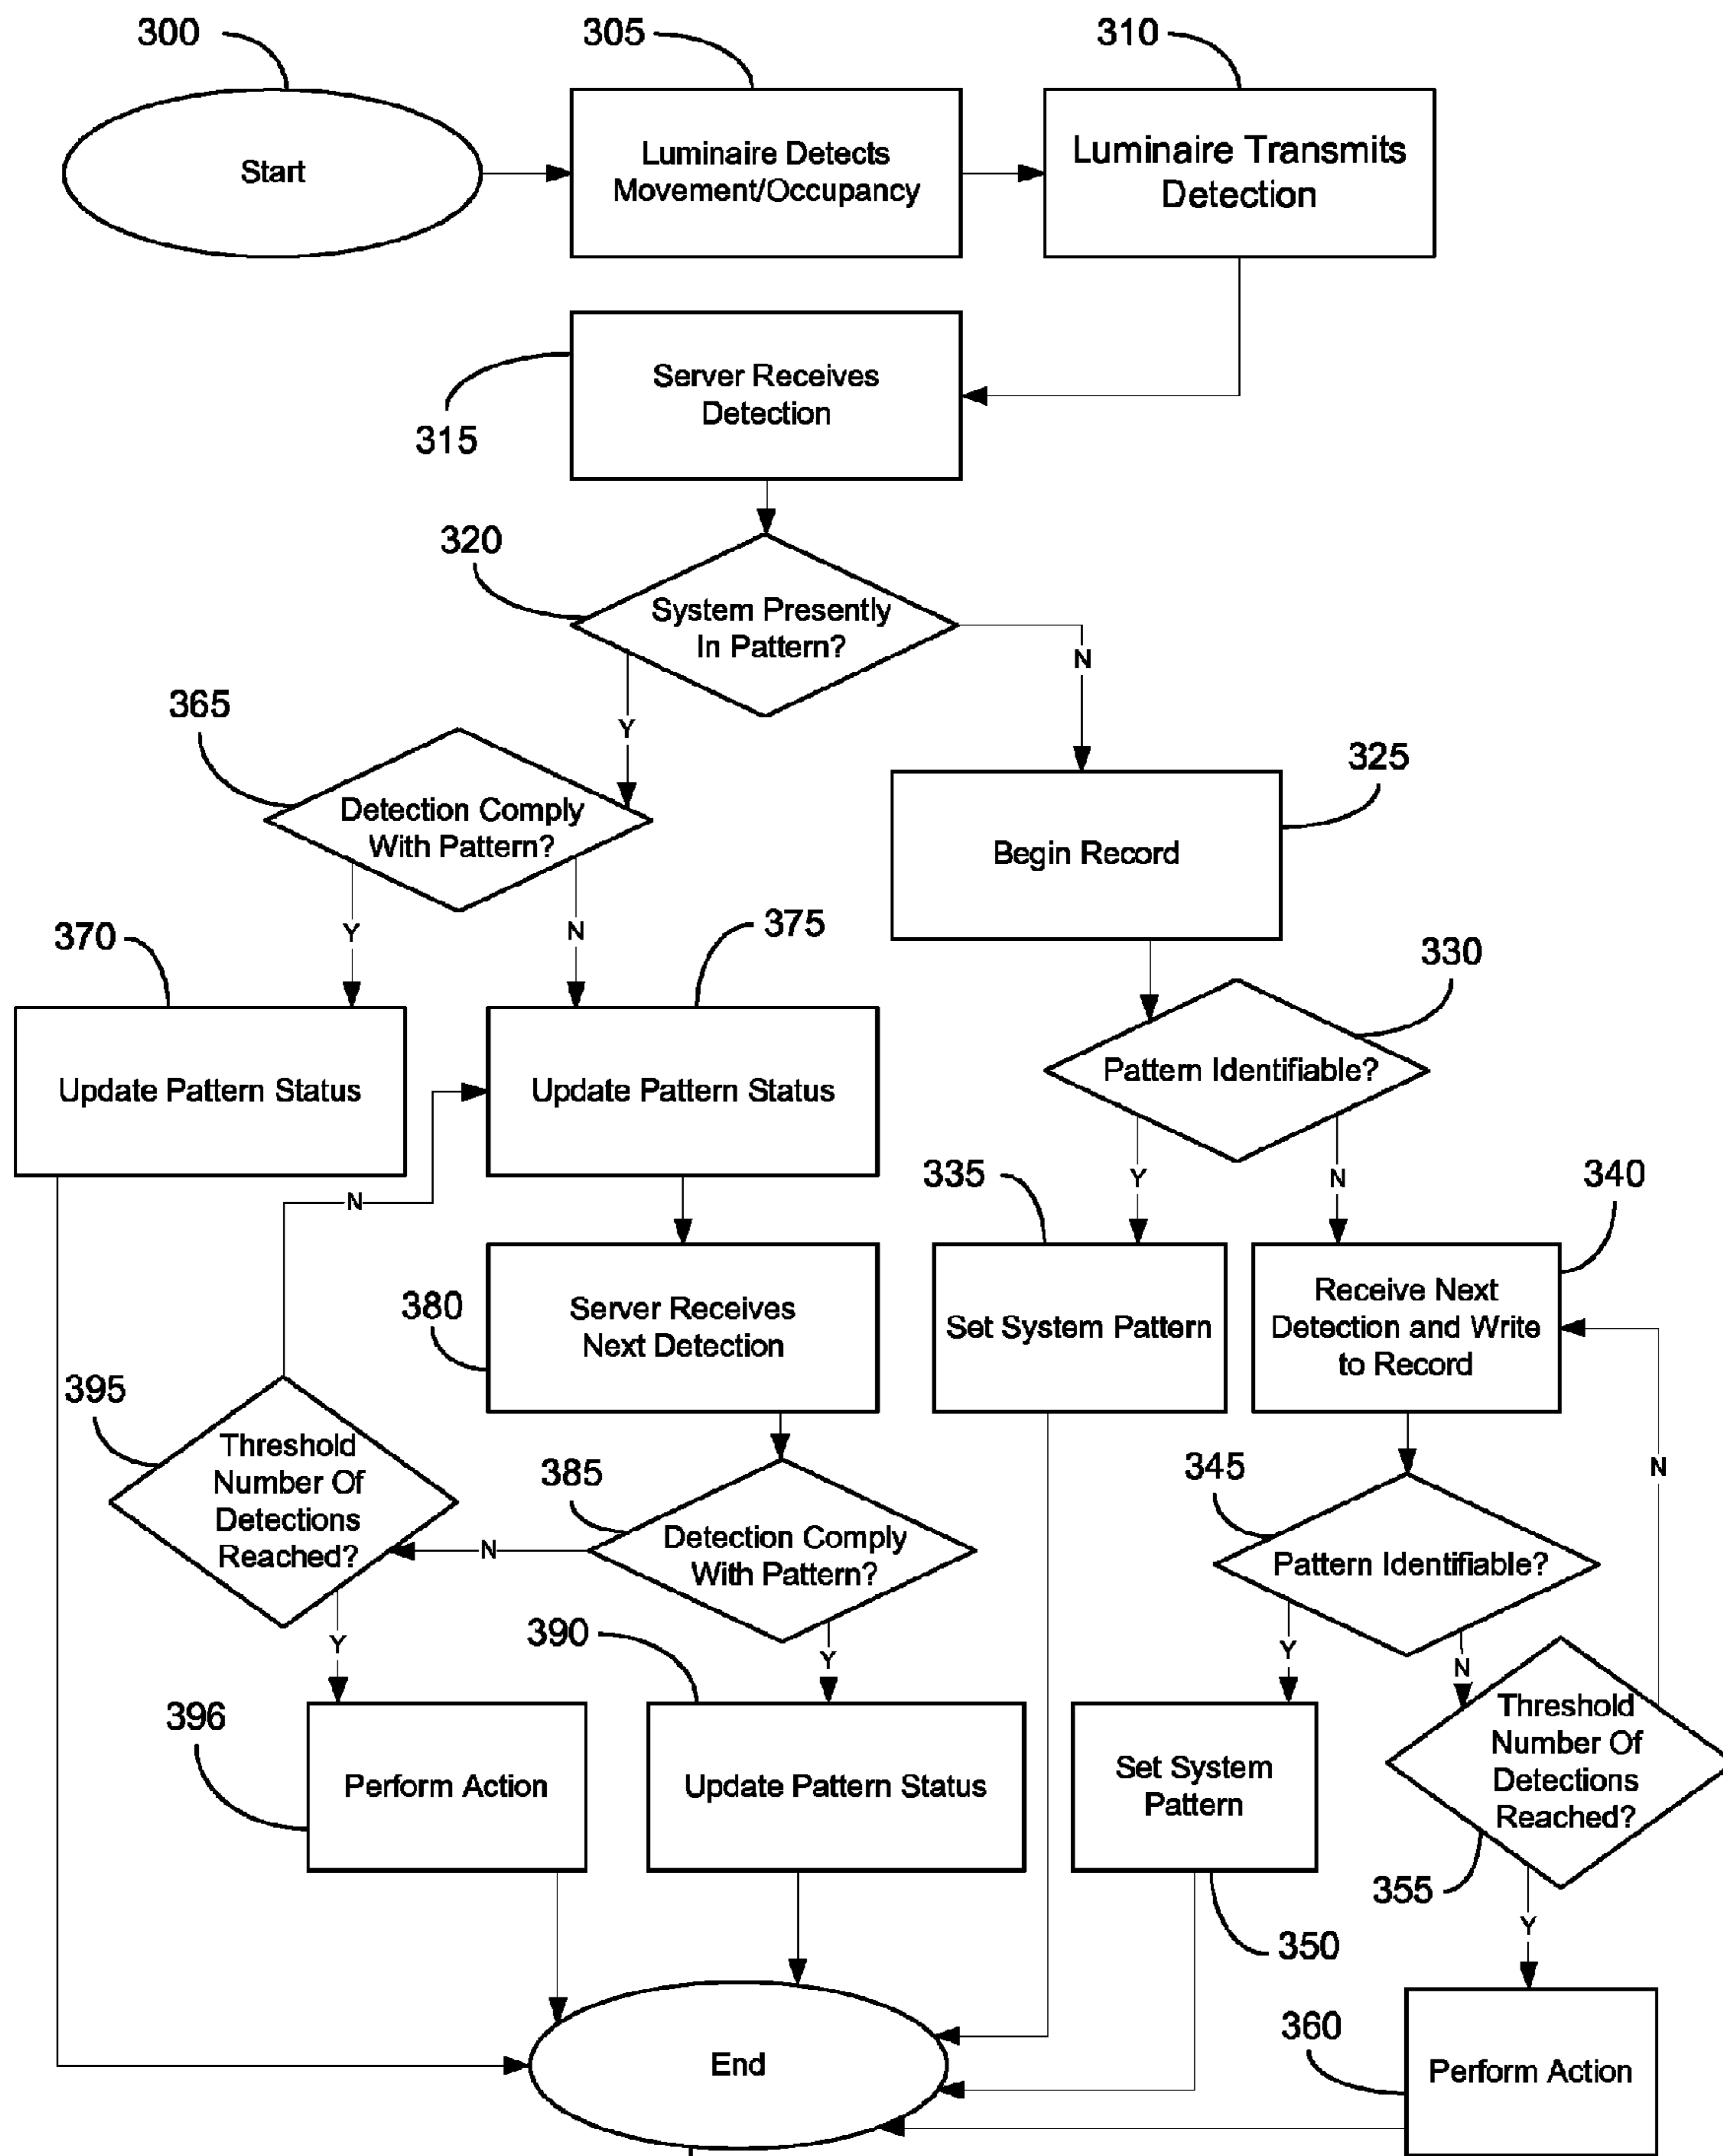 300
305
310
Start
Luminaire Detects
Movement/Occupancy
Luminaire Transmits
Detection
315
Server Receives
Detection
320
System Presently
In Pattern?
N
Y
365
Detection Comply
With Pattern?
325
Begin Record
Y
N
370
375
330
Update Pattern Status
Update Pattern Status
Pattern Identifiable?
N
335
Y
N
340
380
Server Receives
Next Detection
Set System Pattern
Receive Next
Detection and Write
to Record
395
Threshold
Number Of
Detections
Reached?
385
N
Detection Comply
With Pattern?
345
Pattern Identifiable?
N
Y
390
Y
Y
N
396
Perform Action
Update Pattern Status
Set System
Pattern
Threshold
Number Of
Detections
Reached?
355
350
Y
End
360
Perform Action